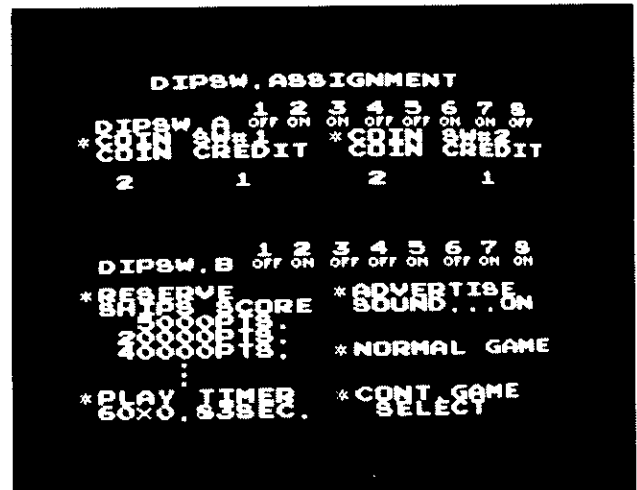 DIPSW.ASSIGNMENT
1 2 3 4 5 6 7 8
DIPSW.A OFF ON ON OFF OFF ON ON OFF
*COIN SW#1 *COIN SW#2
COIN CREDIT COIN CREDIT
2 1 2 1
1 2 3 4 5 6 7 8
DIPSW.B OFF ON OFF OFF ON OFF ON ON
*RESERVE *ADVERTISE
SHIPS SCORE SOUND...ON
20000PTS.
40000PTS. *NORMAL GAME
:
:
*PLAY TIMER *CONT.GAME
60×0.83SEC. SELECT